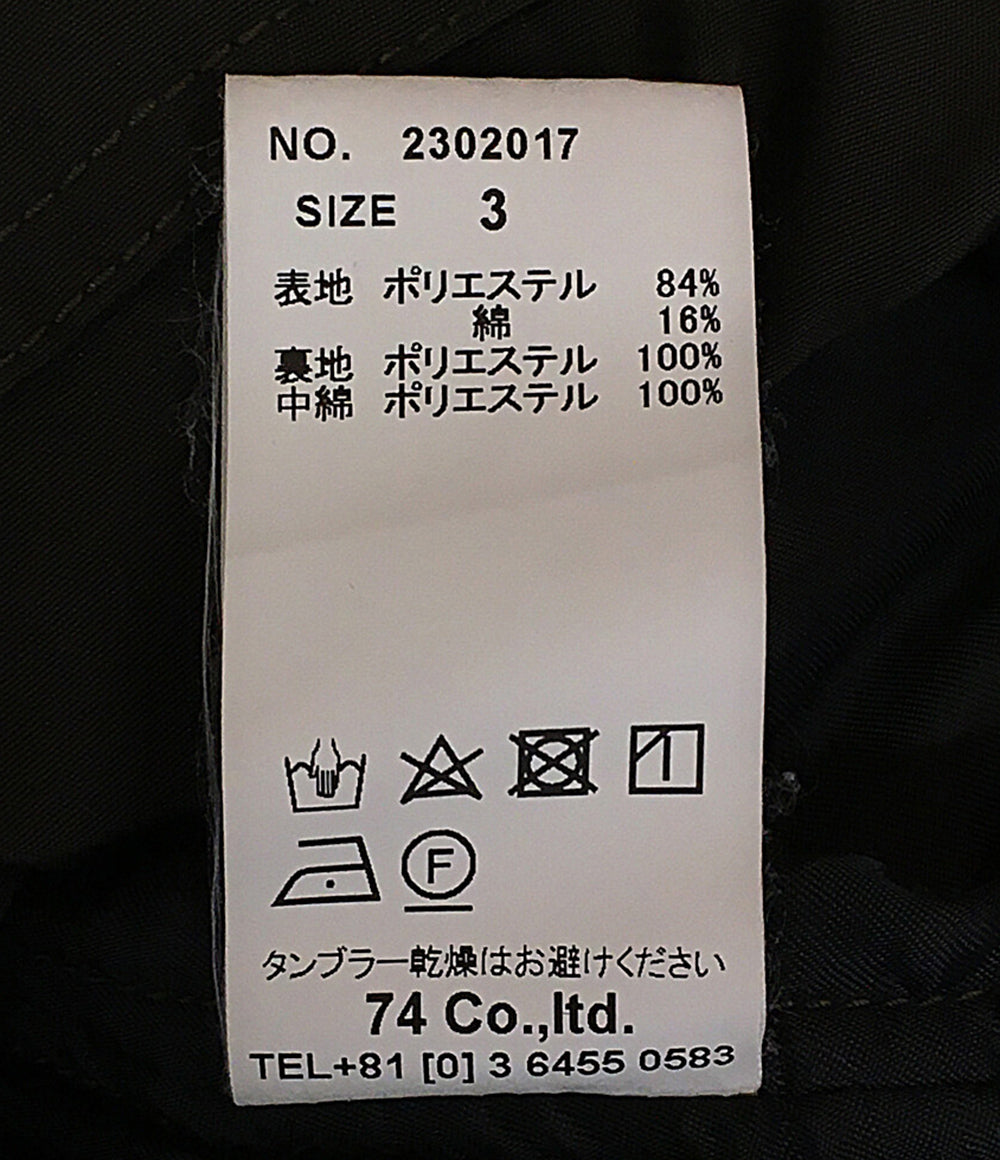 NO. 2302017
SIZE 3
表地 ポリエステル 84%
綿 16%
裏地 ポリエステル 100%
中綿 ポリエステル 100%
F
タンブラー乾燥はお避けください
74 Co.,ltd.
TEL+81 [0] 3 6455 0583